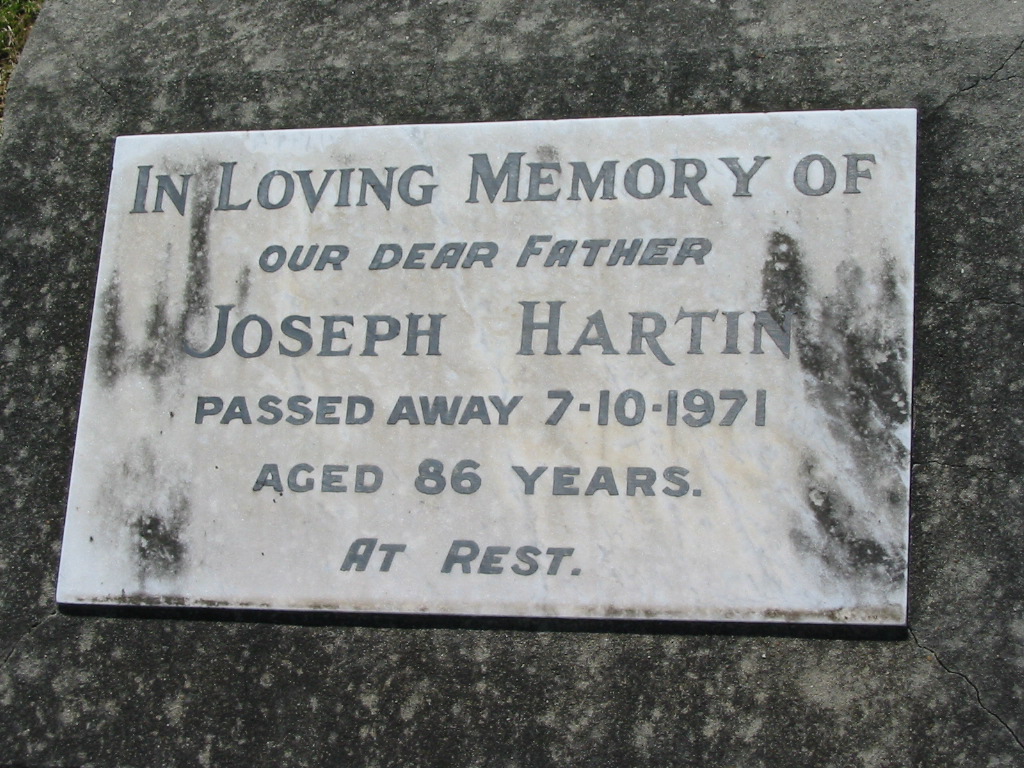 IN LOVING MEMORY OF
OUR DEAR FATHER
JOSEPH HARTIN
PASSED AWAY 7-10-1971
AGED 86 YEARS.
AT REST.